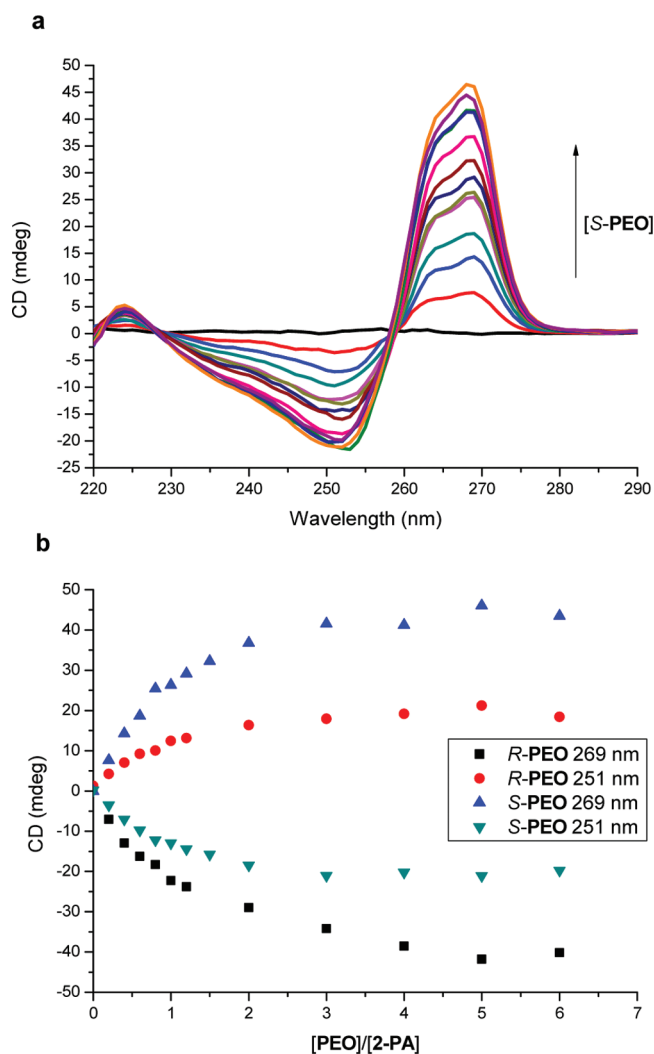 a
50
45
40
35
30
25
20
15
10
5
0
-5
-10
-15
-20
-25
CD (mdeg)
[S-PEO]
220 230 240 250 260 270 280 290
Wavelength (nm)
b
50
40
30
20
10
0
-10
-20
-30
-40
-50
CD (mdeg)
R-PEO 269 nm
R-PEO 251 nm
S-PEO 269 nm
S-PEO 251 nm
0 1 2 3 4 5 6 7
[PEO]/[2-PA]